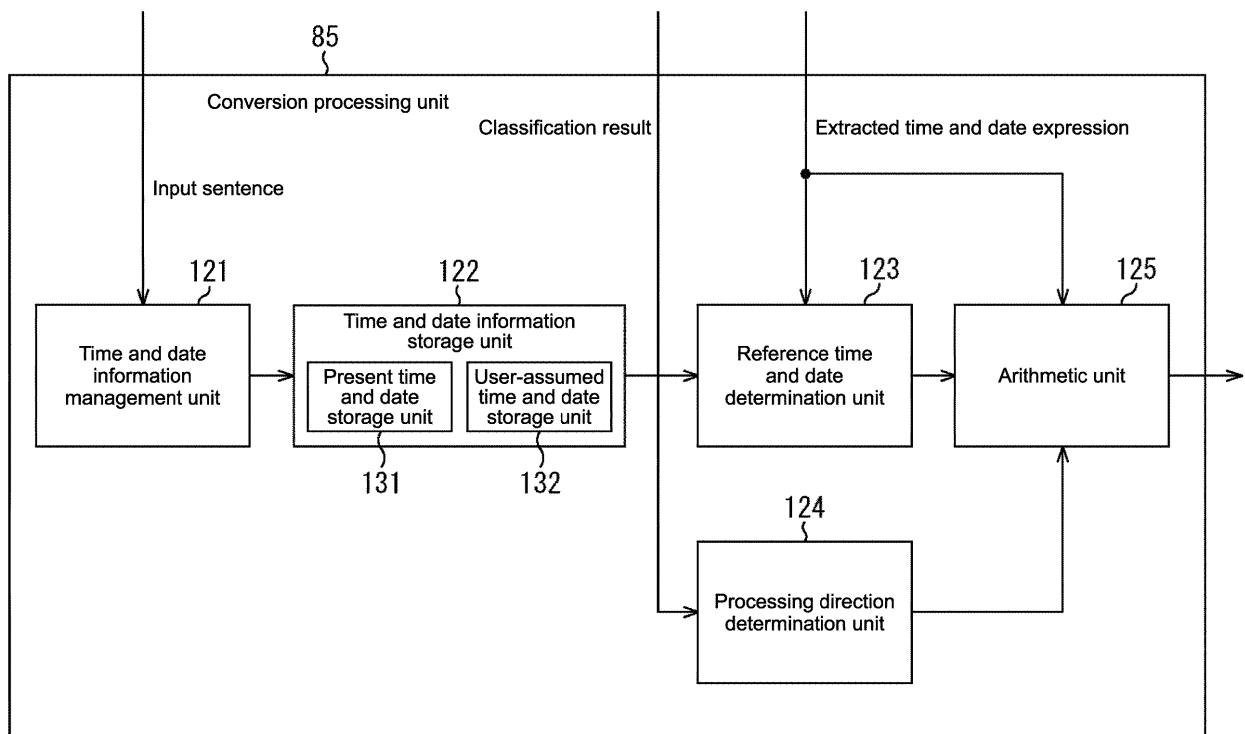 85
Conversion processing unit
Classification result
Extracted time and date expression
Input sentence
121
122
123
125
Time and date
information
management unit
Time and date information
storage unit
Present time
and date
storage unit
User-assumed
time and date
storage unit
Reference time
and date
determination unit
Arithmetic unit
131
132
124
Processing direction
determination unit